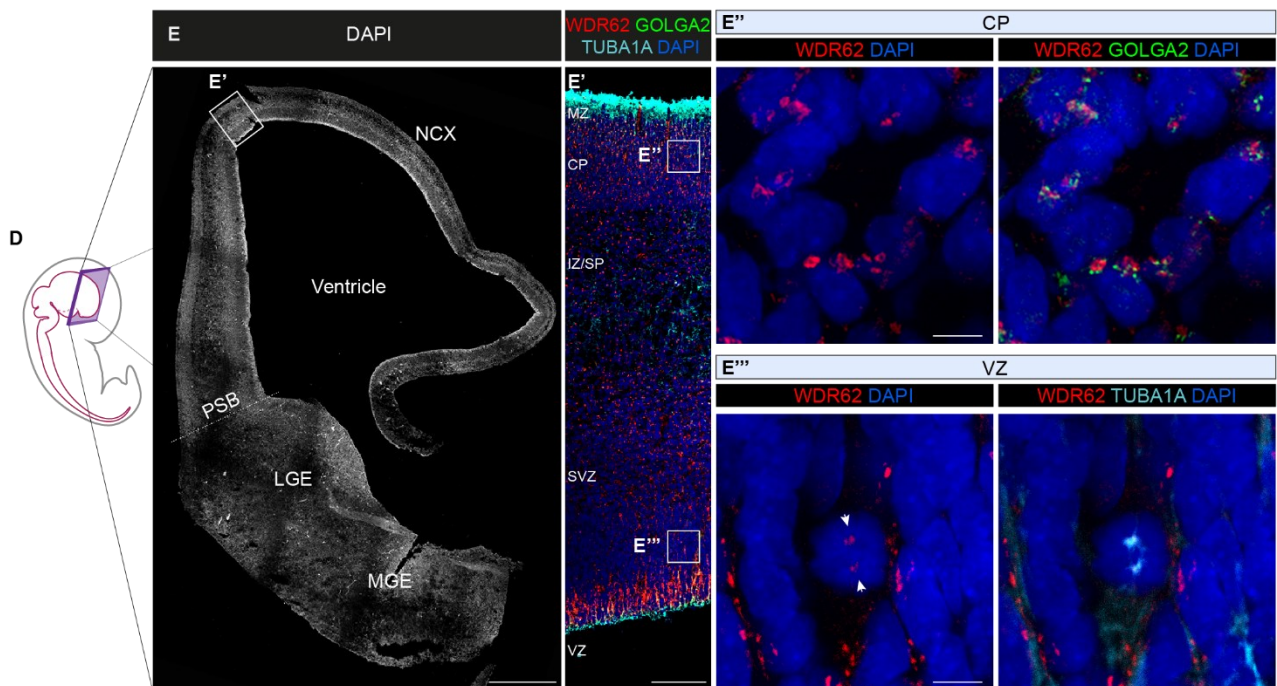 D
E
DAPI
E’
NCX
Ventricle
PSB
LGE
MGE
WDR62 GOLGA2
TUBA1A DAPI
E’
MZ
E’’
CP
IZ/SP
SVZ
E’’’
VZ
E’’
CP
WDR62 DAPI
WDR62 GOLGA2 DAPI
E’’’
VZ
WDR62 DAPI
WDR62 TUBA1A DAPI